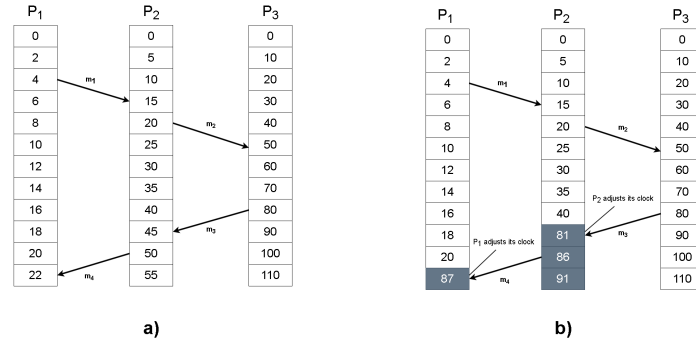 P1 P2 P3
0 0 0
2 5 10
4 10 20
m1
6 15 30
8 20 40
m2
10 25 50
12 30 60
14 35 70
16 40 80
m3
18 45 90
20 50 100
m4
22 55 110
a)
P1 P2 P3
0 0 0
2 5 10
4 10 20
m1
6 15 30
8 20 40
m2
10 25 50
12 30 60
14 35 70
P2 adjusts its clock
16 40 80
m3
18 81 90
P1 adjusts its clock
20 86 100
m4
87 91 110
b)